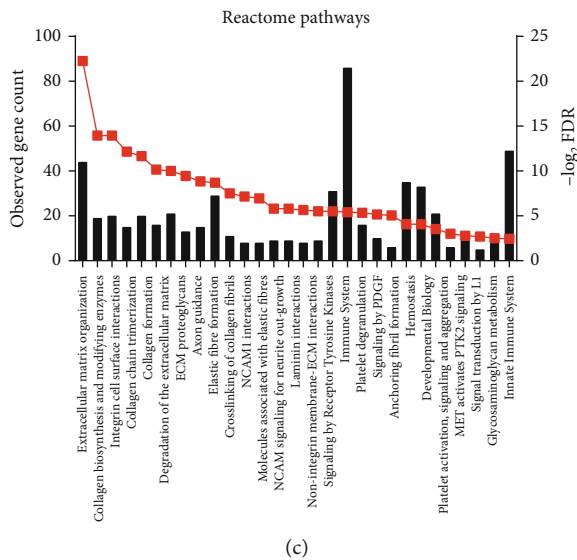 Reactome pathways
100
80
60
40
20
0
Observed gene count
25
20
15
10
5
0
–log₂ FDR
Extracellular matrix organization
Collagen biosynthesis and modifying enzymes
Integrin cell surface interactions
Collagen chain trimerization
Collagen formation
Degradation of the extracellular matrix
ECM proteoglycans
Axon guidance
Elastic fibre formation
Crosslinking of collagen fibrils
NCAM1 interactions
Molecules associated with elastic fibres
NCAM signaling for neurite out-growth
Laminin interactions
Non-integrin membrane-ECM interactions
Signaling by Receptor Tyrosine Kinases
Immune System
Platelet degranulation
Signaling by PDGF
Anchoring fibril formation
Hemostasis
Developmental Biology
Platelet activation, signaling and aggregation
MET activates PTK2 signaling
Signal transduction by L1
Glycosaminoglycan metabolism
Innate Immune System
(c)